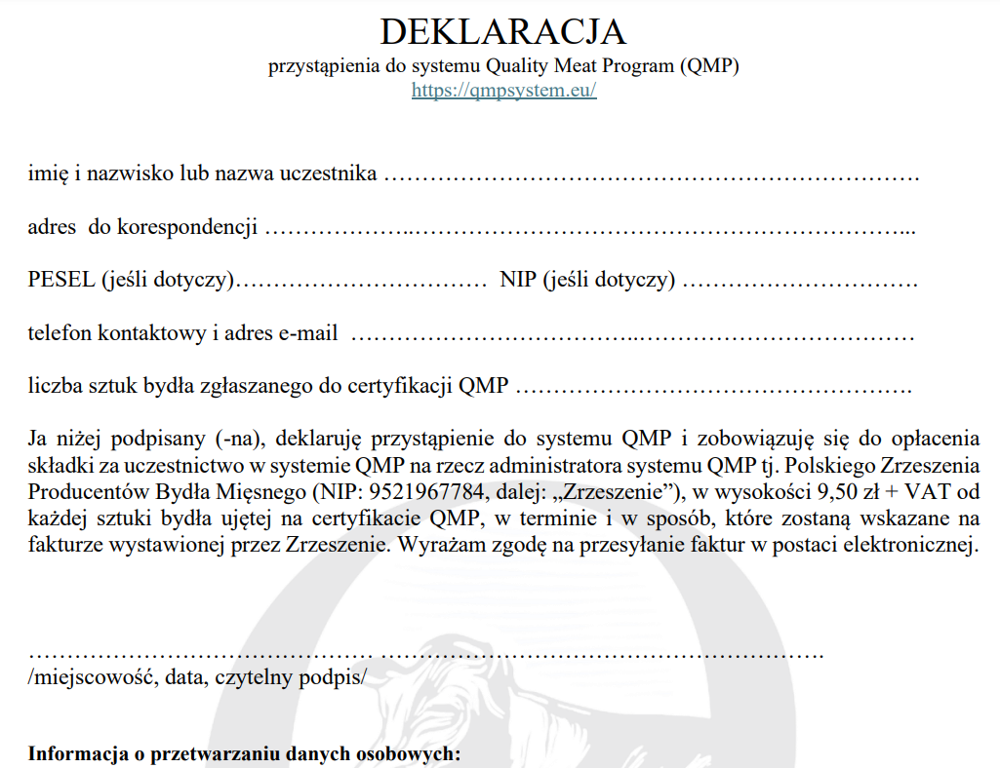 DEKLARACJA
przystąpienia do systemu Quality Meat Program (QMP)
https://qmpsystem.eu/
imię i nazwisko lub nazwa uczestnika …………………………………………………………….
adres  do korespondencji ………………..………………………………………………………...
PESEL (jeśli dotyczy)……………………………  NIP (jeśli dotyczy) ………………………….
telefon kontaktowy i adres e-mail  ………………………………..………………………………
liczba sztuk bydła zgłaszanego do certyfikacji QMP …………………………………………….
Ja niżej podpisany (-na), deklaruję przystąpienie do systemu QMP i zobowiązuję się do opłacenia
składki za uczestnictwo w systemie QMP na rzecz administratora systemu QMP tj. Polskiego Zrzeszenia
Producentów Bydła Mięsnego (NIP: 9521967784, dalej: „Zrzeszenie”), w wysokości 9,50 zł + VAT od
każdej sztuki bydła ujętej na certyfikacie QMP, w terminie i w sposób, które zostaną wskazane na
fakturze wystawionej przez Zrzeszenie. Wyrażam zgodę na przesyłanie faktur w postaci elektronicznej.
……………………………………… ………………………………………………….
/miejscowość, data, czytelny podpis/
Informacja o przetwarzaniu danych osobowych: